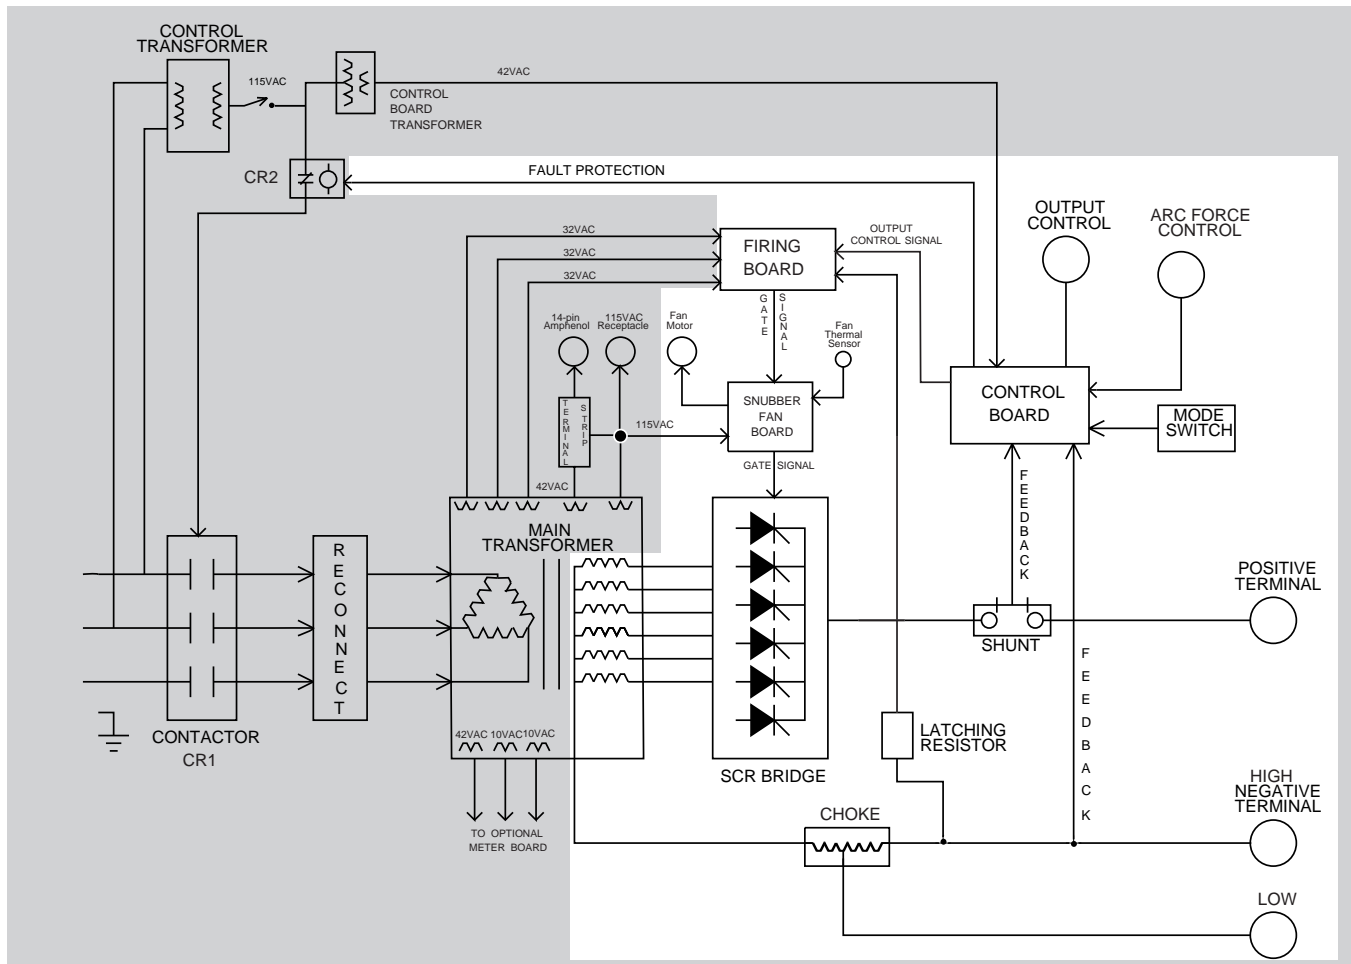 CONTROL
TRANSFORMER
115VAC
42VAC
CONTROL
BOARD
TRANSFORMER
CR2
FAULT PROTECTION
32VAC
32VAC
32VAC
FIRING
BOARD
OUTPUT
CONTROL SIGNAL
OUTPUT
CONTROL
ARC FORCE
CONTROL
GATE
SIGNAL
14-pin
Amphenol
115VAC
Receptacle
Fan
Motor
Fan
Thermal
Sensor
TERMINAL
STRIP
115VAC
SNUBBER
FAN
BOARD
CONTROL
BOARD
MODE
SWITCH
GATE SIGNAL
42VAC
FEEDBACK
MAIN
TRANSFORMER
RECONNECT
CONTACTOR
CR1
42VAC 10VAC 10VAC
TO OPTIONAL
METER BOARD
SCR BRIDGE
SHUNT
FEEDBACK
POSITIVE
TERMINAL
LATCHING
RESISTOR
CHOKE
HIGH
NEGATIVE
TERMINAL
LOW